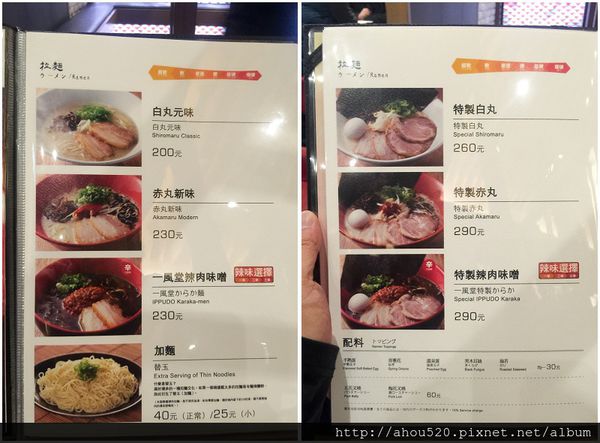 拉麵
ラーメン/Ramen
白丸元味
白丸元味
Shiromaru Classic
200元
赤丸新味
赤丸新味
Akamaru Modern
230元
一風堂辣肉味噌
辣味選擇
一風堂からか麺
IPPUDO Karaka-men
230元
加麵
替玉
Extra Serving of Thin Noodles
40元（正常）/25元（小）
拉麵
ラーメン/Ramen
特製白丸
特製白丸
Special Shiromaru
260元
特製赤丸
特製赤丸
Special Akamaru
290元
特製辣肉味噌
辣味選擇
一風堂特製からか
Special IPPUDO Karaka
290元
配料
トッピング
30元
60元
http://ahou520.pixnet.net/album